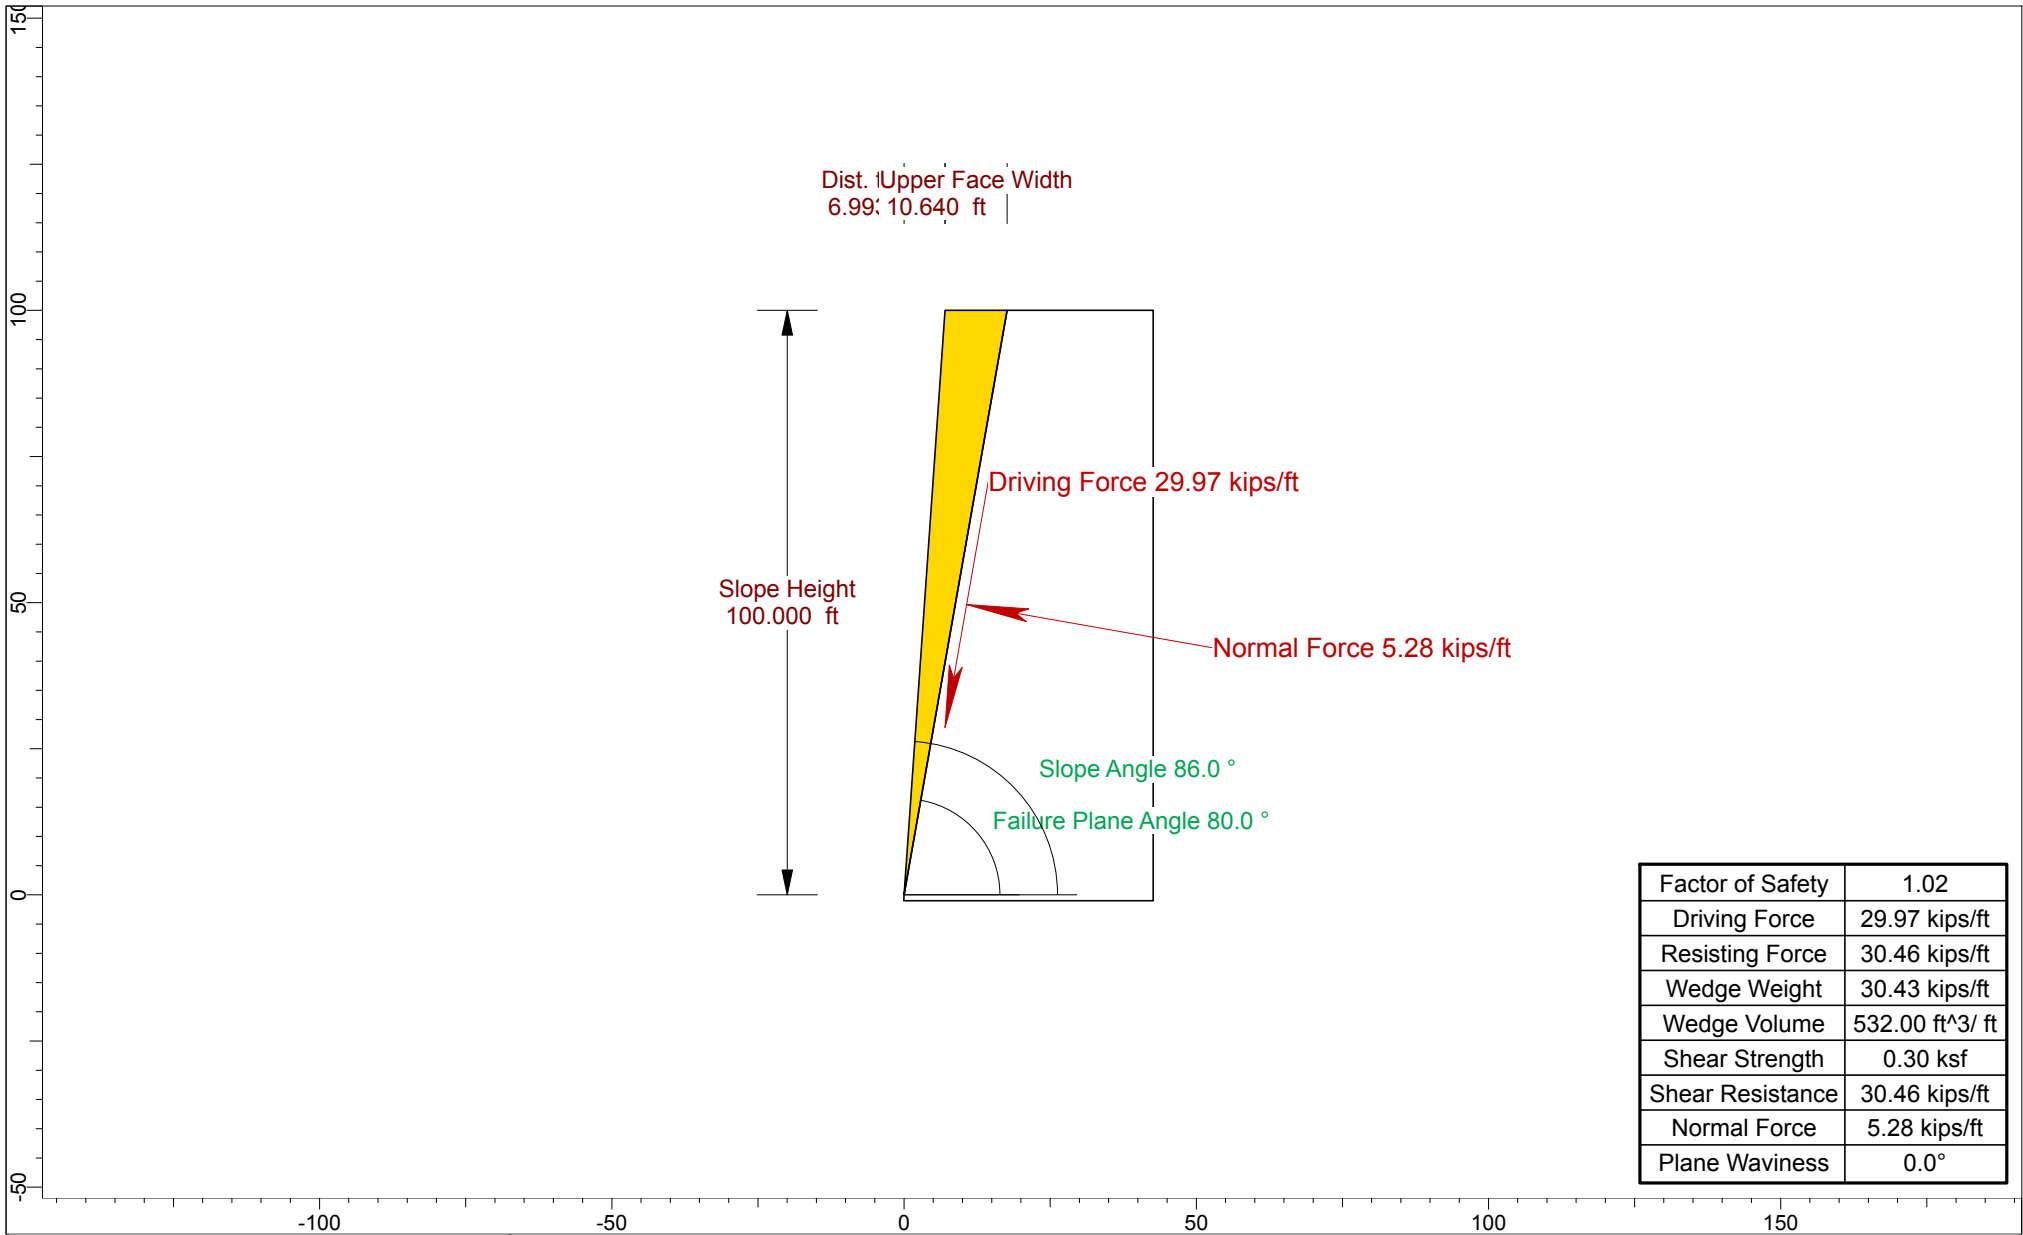 150
100
50
0
-50
-100
-50
0
50
100
150
Dist. Upper Face Width
6.99 10.640 ft
Slope Height
100.000 ft
Driving Force 29.97 kips/ft
Normal Force 5.28 kips/ft
Slope Angle 86.0 °
Failure Plane Angle 80.0 °
Factor of Safety 1.02
Driving Force 29.97 kips/ft
Resisting Force 30.46 kips/ft
Wedge Weight 30.43 kips/ft
Wedge Volume 532.00 ft^3/ ft
Shear Strength 0.30 ksf
Shear Resistance 30.46 kips/ft
Normal Force 5.28 kips/ft
Plane Waviness 0.0°